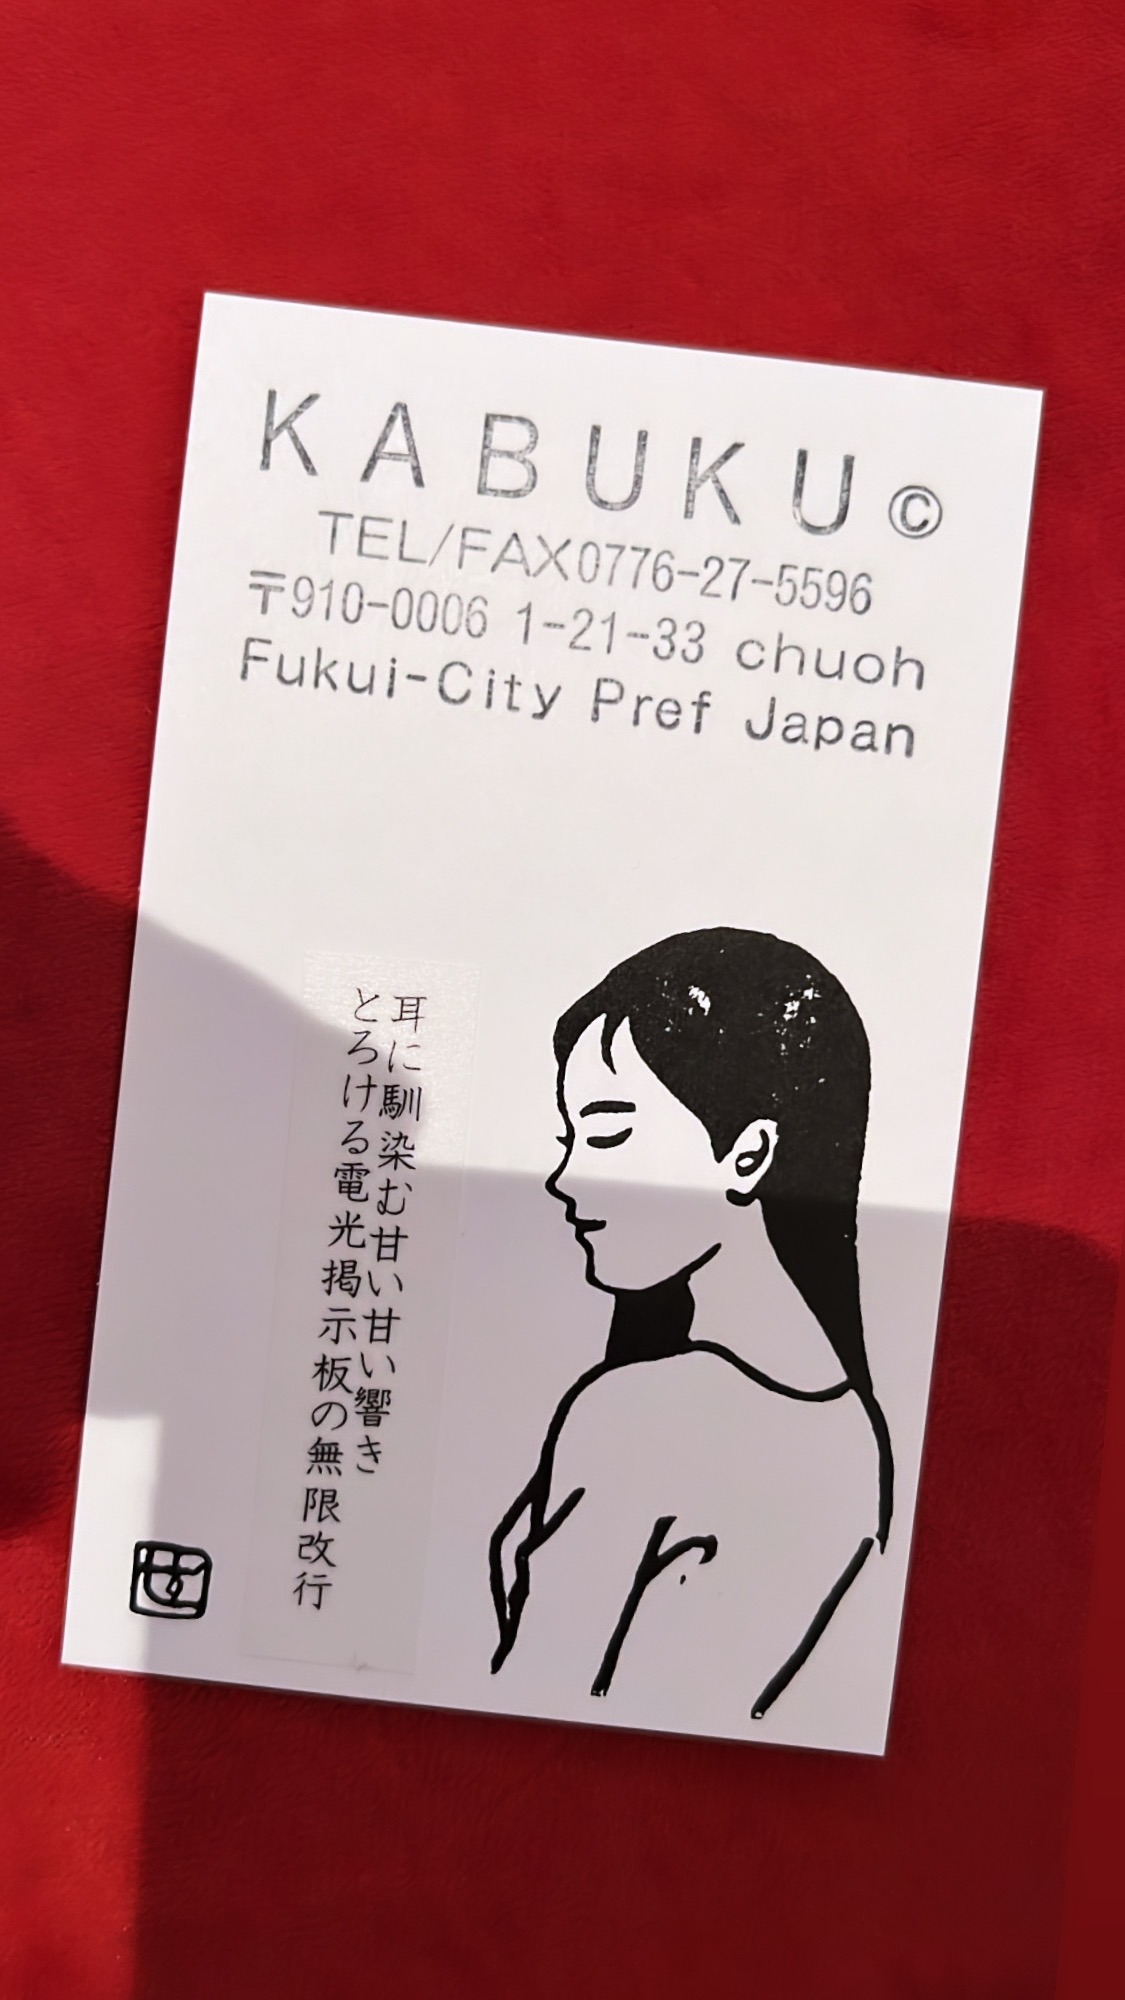 KABUKU©
TEL/FAX0776-27-5596
〒910-0006 1-21-33 chuoh
Fukui-City Pref Japan
耳に馴染む甘い甘い響き
とろける電光掲示板の無限改行